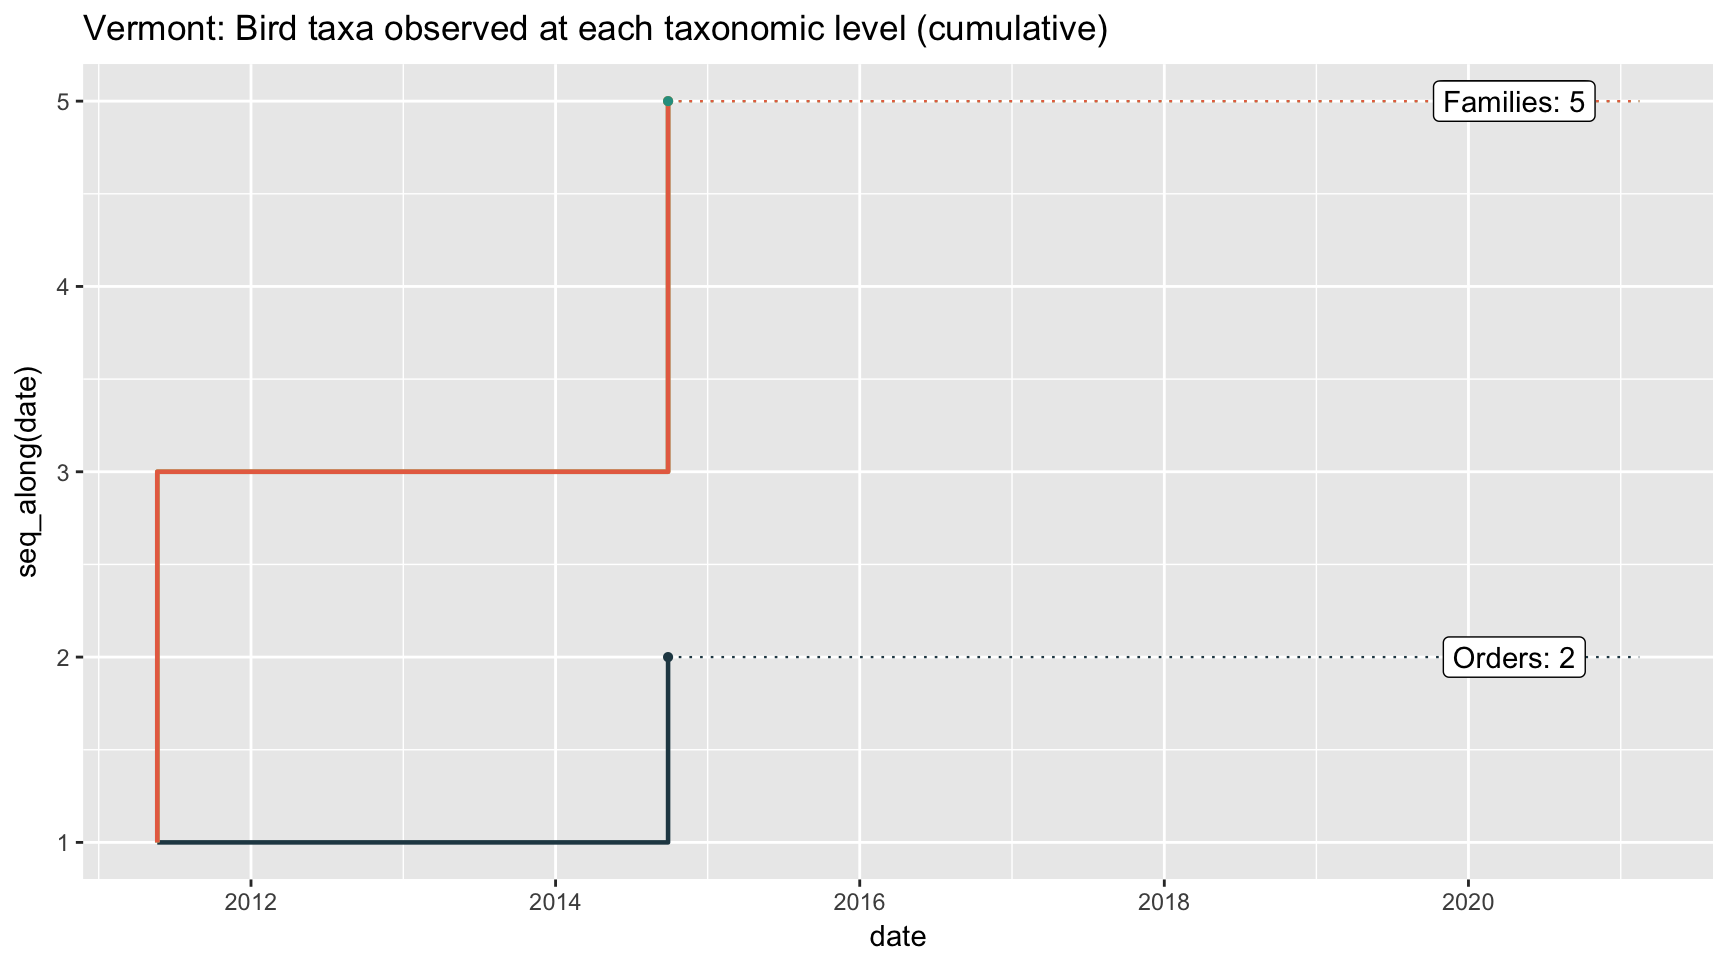 Vermont: Bird taxa observed at each taxonomic level (cumulative)
5
Families: 5
4
3
2
Orders: 2
1
seq_along(date)
2012 2014 2016 2018 2020
date